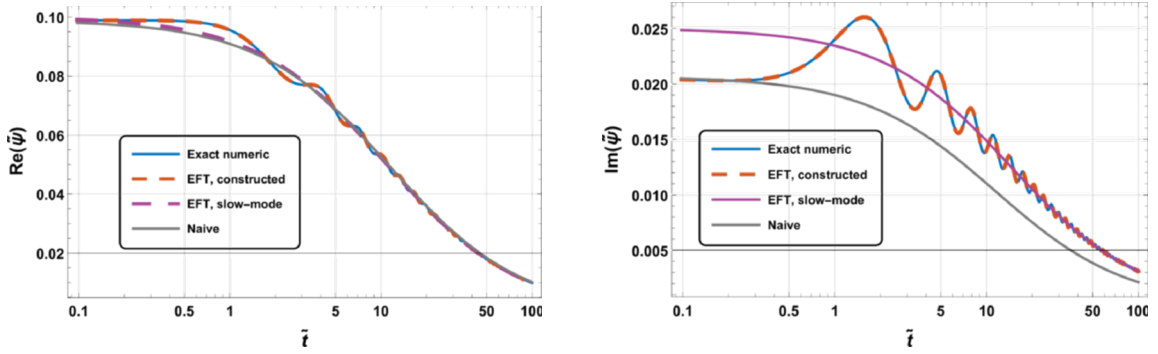 Re(ψ̃)
0.10
0.08
0.06
0.04
0.02
Exact numeric
EFT, constructed
EFT, slow-mode
Naive
0.1 0.5 1 5 10 50 100
t̃
Im(ψ̃)
0.025
0.020
0.015
0.010
0.005
Exact numeric
EFT, constructed
EFT, slow-mode
Naive
0.1 0.5 1 5 10 50 100
t̃